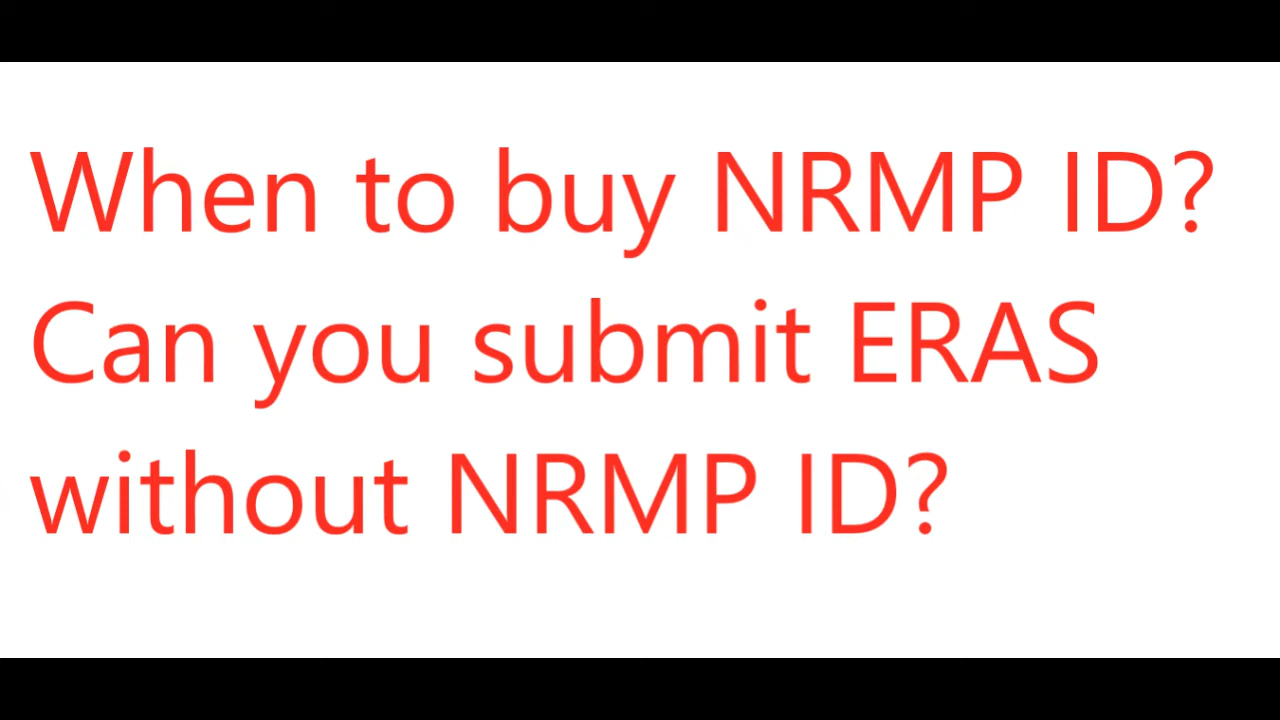 When to buy NRMP ID?
Can you submit ERAS
without NRMP ID?